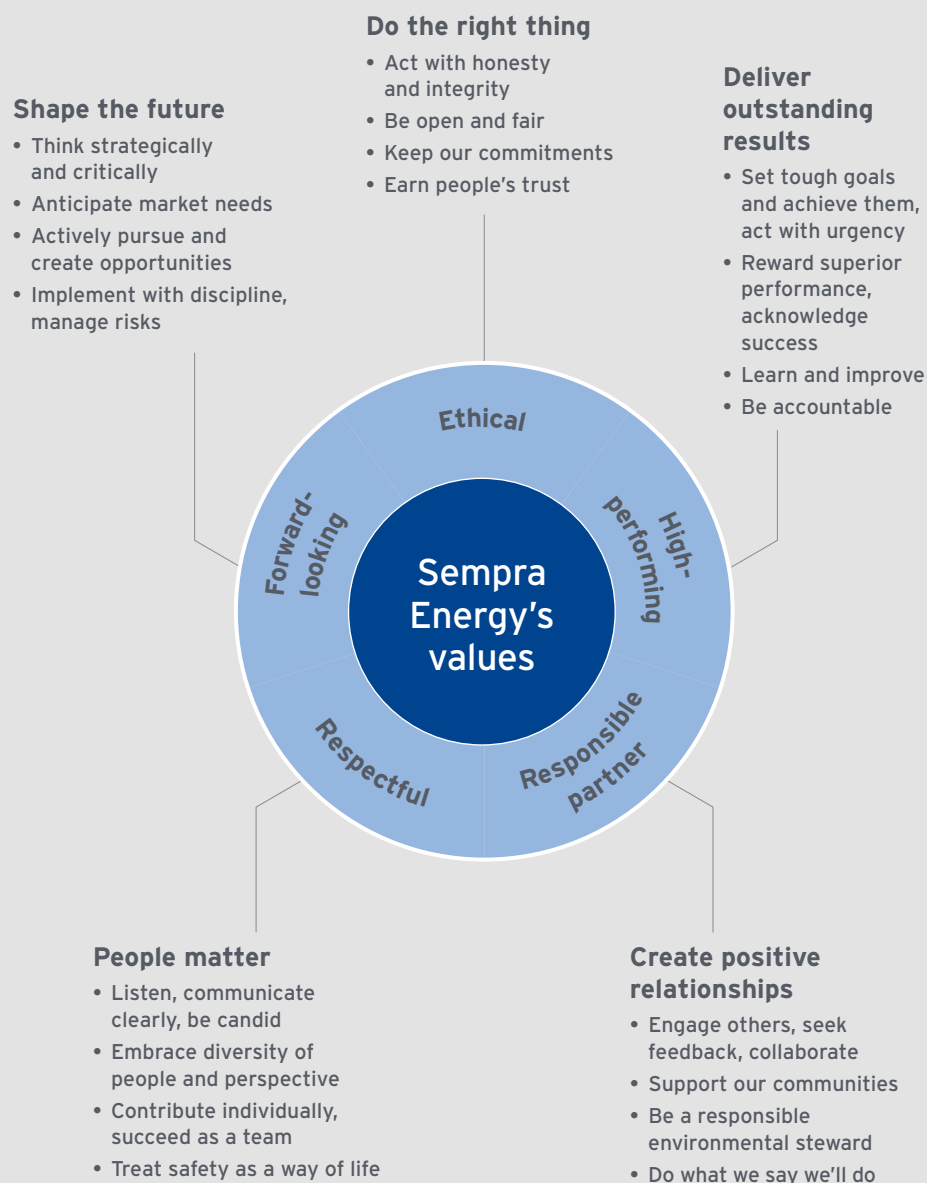 Do the right thing
• Act with honesty
and integrity
• Be open and fair
• Keep our commitments
• Earn people's trust
Shape the future
• Think strategically
and critically
• Anticipate market needs
• Actively pursue and
create opportunities
• Implement with discipline,
manage risks
Deliver
outstanding
results
• Set tough goals
and achieve them,
act with urgency
• Reward superior
performance,
acknowledge
success
• Learn and improve
• Be accountable
Ethical
Forward-
looking
High-
performing
Sempra
Energy's
values
Respectful
Responsible
partner
People matter
• Listen, communicate
clearly, be candid
• Embrace diversity of
people and perspective
• Contribute individually,
succeed as a team
• Treat safety as a way of life
Create positive
relationships
• Engage others, seek
feedback, collaborate
• Support our communities
• Be a responsible
environmental steward
• Do what we say we'll do